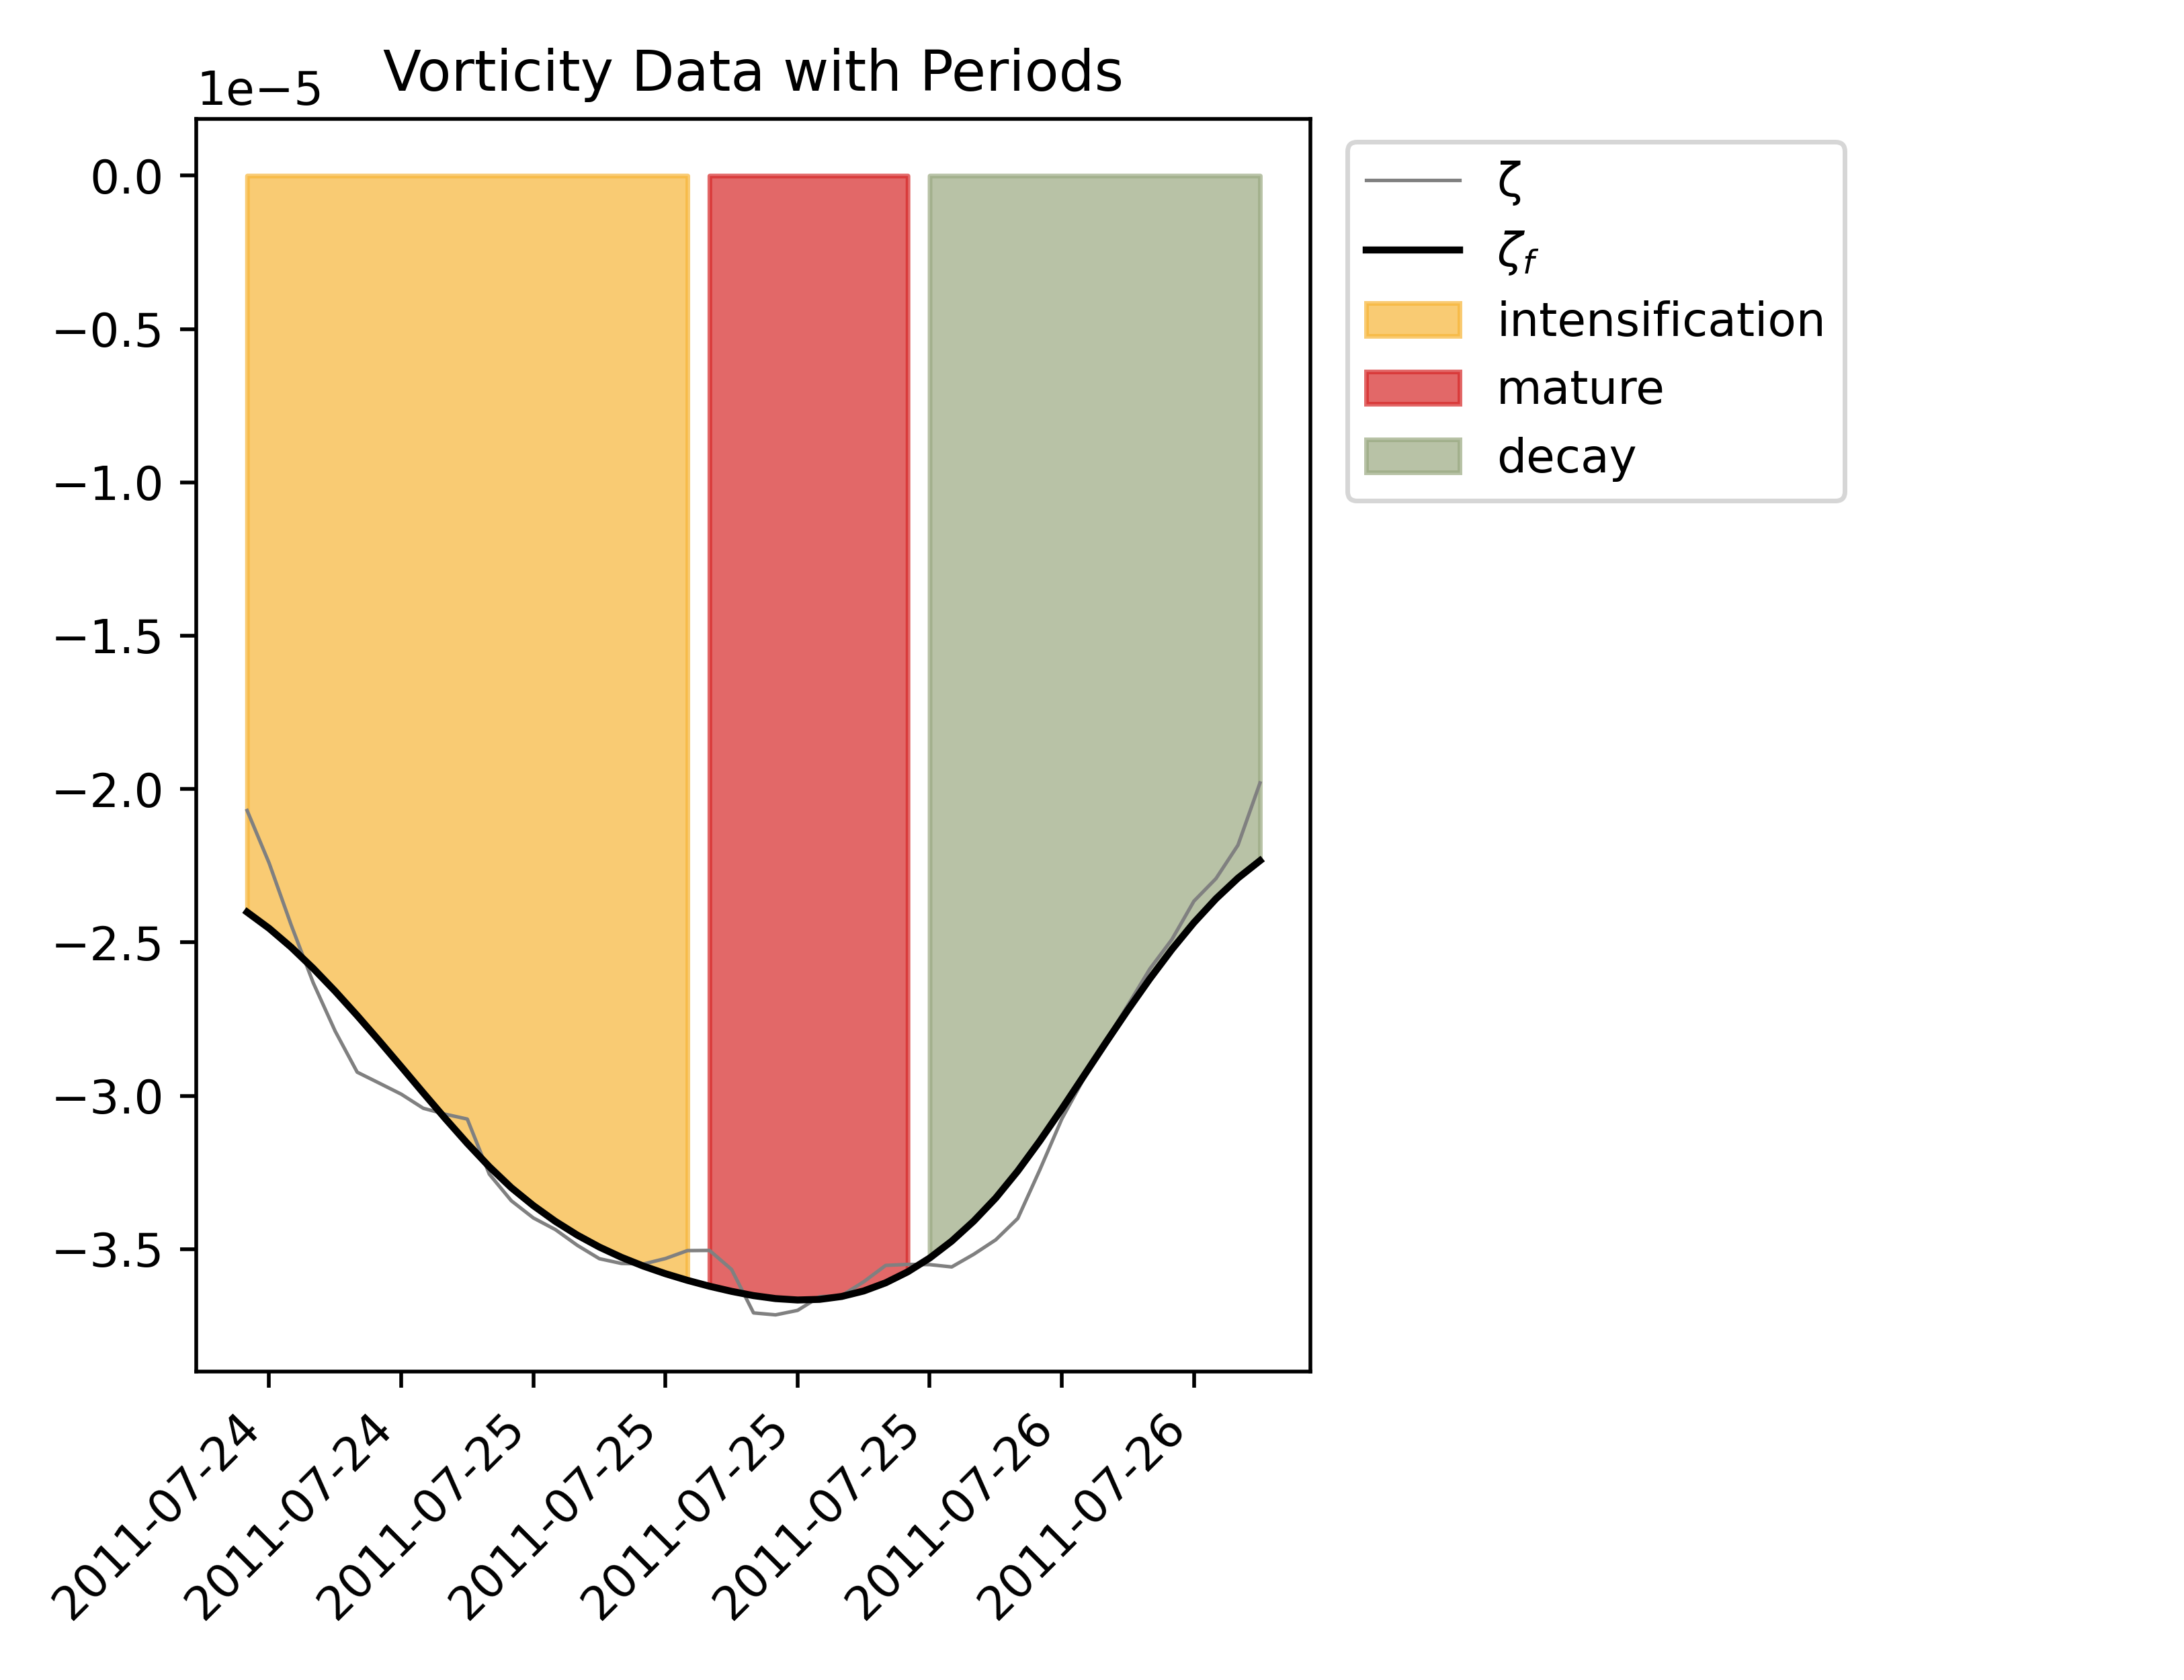 Vorticity Data with Periods
1e−5
0.0
−0.5
−1.0
−1.5
−2.0
−2.5
−3.0
−3.5
2011-07-24
2011-07-24
2011-07-25
2011-07-25
2011-07-25
2011-07-25
2011-07-26
2011-07-26
ζ
ζf
intensification
mature
decay